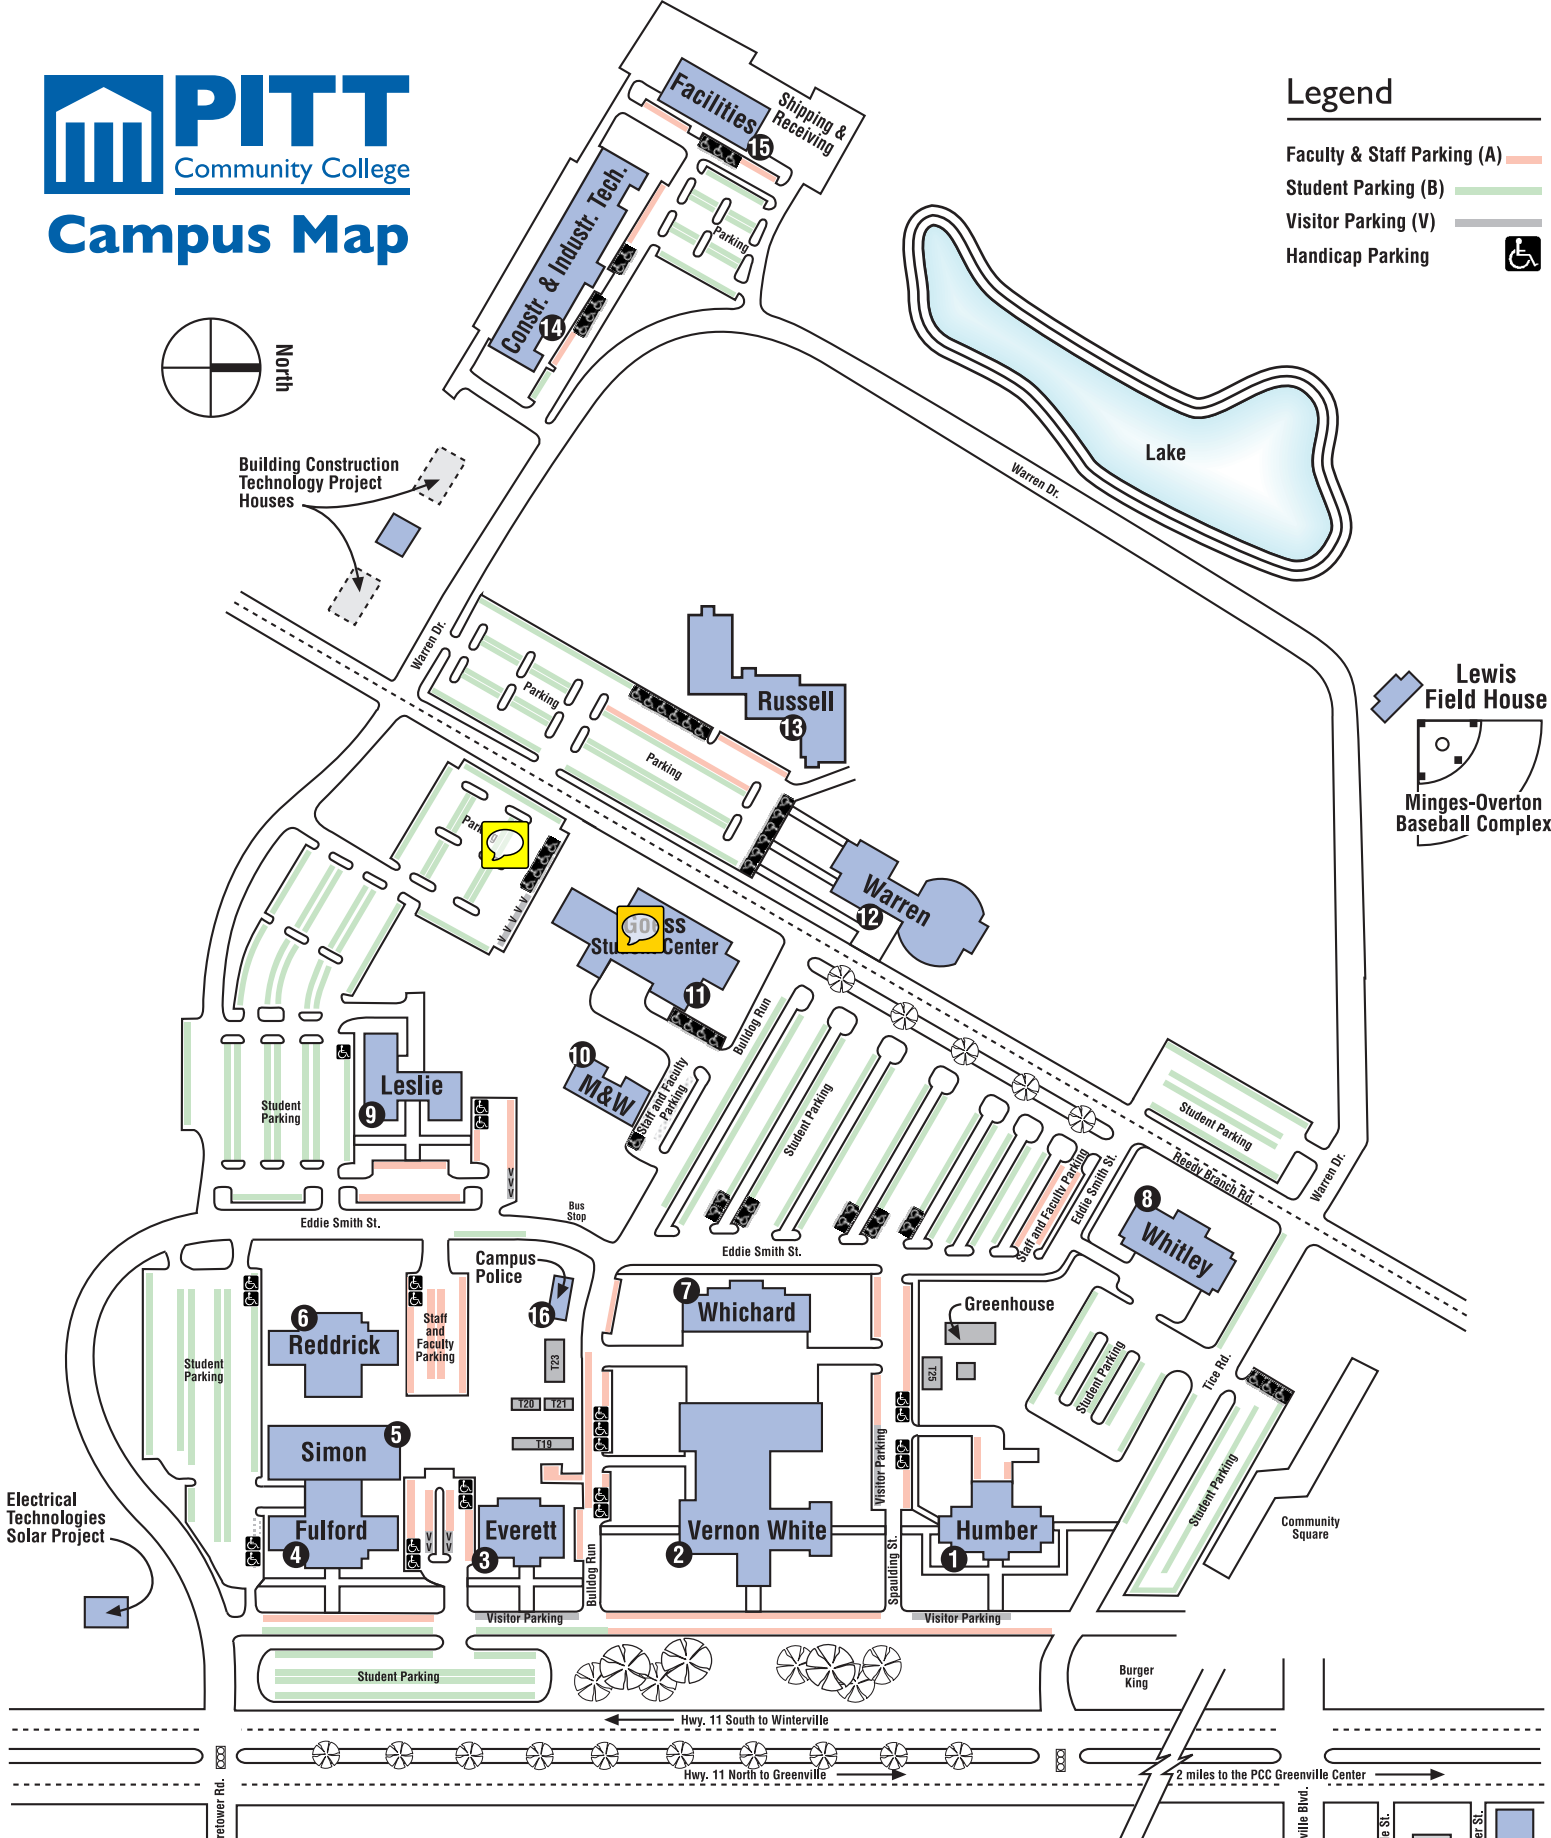 PITT
Community College
Campus Map
Legend
Faculty & Staff Parking (A)
Student Parking (B)
Visitor Parking (V)
Handicap Parking
North
Facilities
15
Shipping &
Receiving
Constr. & Industr. Tech.
14
Parking
Lake
Warren Dr.
Building Construction
Technology Project
Houses
Warren Dr.
Parking
Parking
Russell
13
Lewis
Field House
Minges-Overton
Baseball Complex
Warren
12
V V V V
Student Center
11
Bulldog Run
10
M&W
Staff and Faculty
Parking
Leslie
9
Student
Parking
V V V
Student Parking
Staff and Faculty Parking
Eddie Smith St.
Student Parking
Reedy Branch Rd.
Warren Dr.
8
Whitley
Bus
Stop
Eddie Smith St.
Eddie Smith St.
Campus
Police
16
7
Whichard
Greenhouse
6
Reddrick
Staff
and
Faculty
Parking
Student
Parking
T23
T20
T21
T19
T25
Student Parking
Tice Rd.
5
Simon
Visitor Parking
Student Parking
Community
Square
Electrical
Technologies
Solar Project
Fulford
4
V V
V V
Everett
3
Bulldog Run
Vernon White
2
Spaulding St.
Humber
1
Visitor Parking
Visitor Parking
Student Parking
Burger
King
Hwy. 11 South to Winterville
Hwy. 11 North to Greenville
2 miles to the PCC Greenville Center